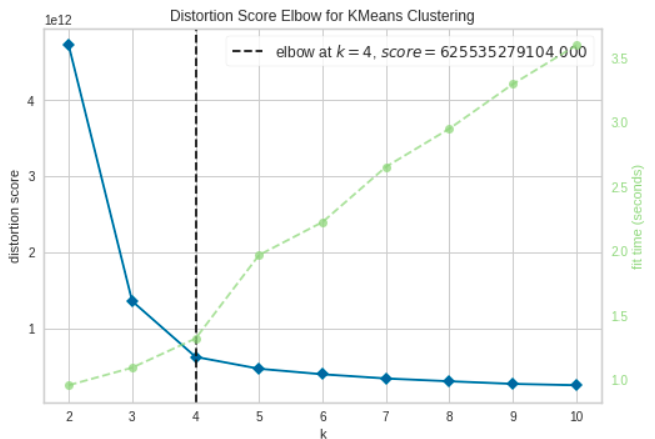 Distortion Score Elbow for KMeans Clustering
1e12
elbow at k = 4, score = 625535279104.000
4
3
2
1
distortion score
3.5
3.0
2.5
2.0
1.5
1.0
fit time (seconds)
2 3 4 5 6 7 8 9 10
k